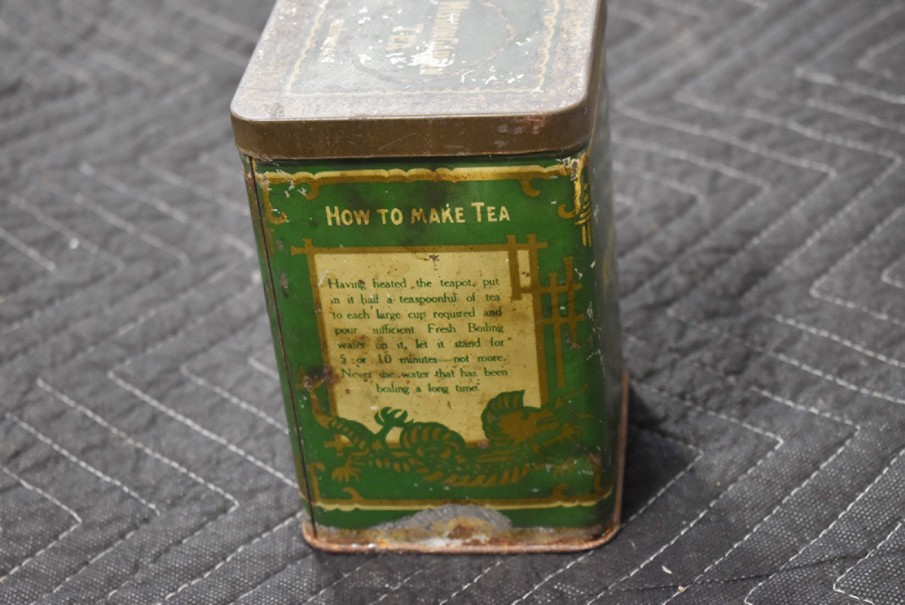 TEA
HOW TO MAKE TEA
Having heated the teapot, put
in it half a teaspoonful of tea
to each large cup required and
pour sufficient Fresh Boiling
water on it, let it stand for
5 or 10 minutes—not more.
Never use water that has been
boiling a long time.